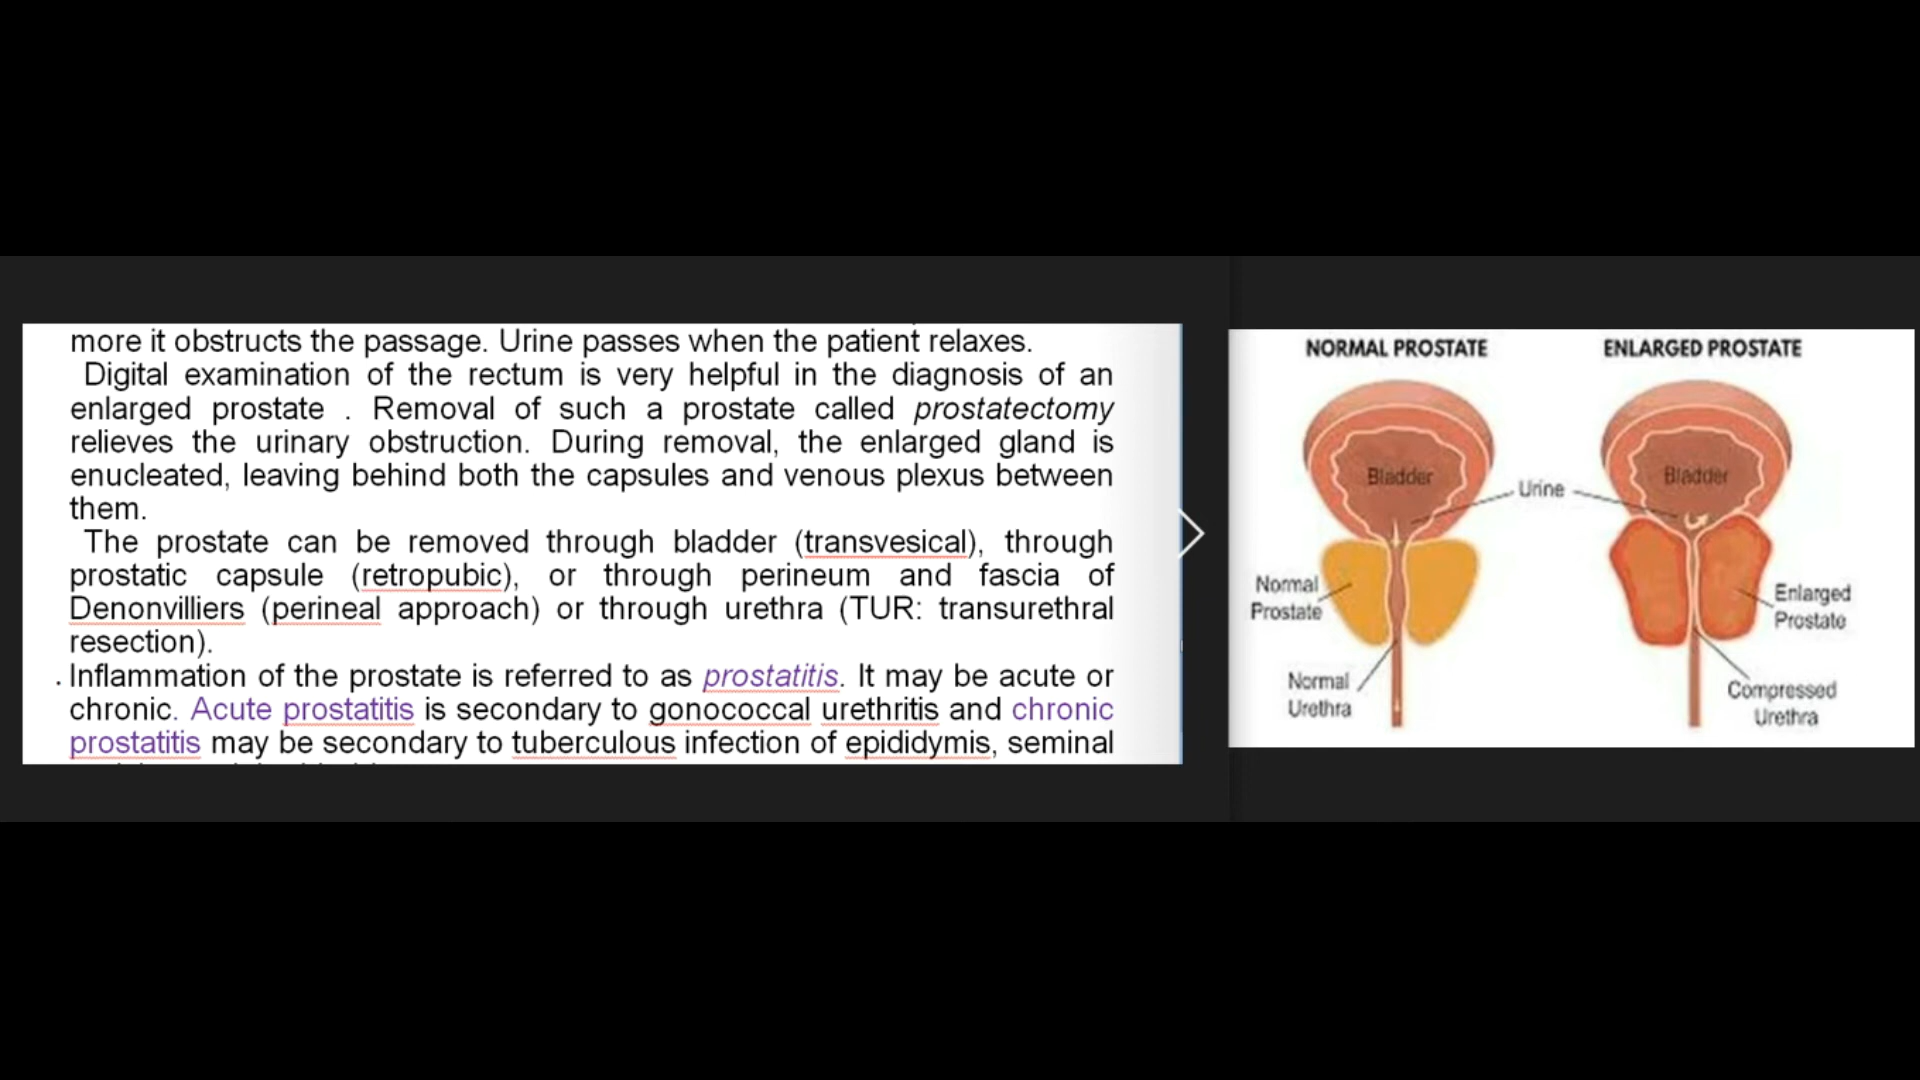 more it obstructs the passage. Urine passes when the patient relaxes.
Digital examination of the rectum is very helpful in the diagnosis of an
enlarged prostate . Removal of such a prostate called prostatectomy
relieves the urinary obstruction. During removal, the enlarged gland is
enucleated, leaving behind both the capsules and venous plexus between
them.
The prostate can be removed through bladder (transvesical), through
prostatic capsule (retropubic), or through perineum and fascia of
Denonvilliers (perineal approach) or through urethra (TUR: transurethral
resection).
. Inflammation of the prostate is referred to as prostatitis. It may be acute or
chronic. Acute prostatitis is secondary to gonococcal urethritis and chronic
prostatitis may be secondary to tuberculous infection of epididymis, seminal
NORMAL PROSTATE
Bladder
Urine
Normal
Prostate
Normal
Urethra
ENLARGED PROSTATE
Bladder
Enlarged
Prostate
Compressed
Urethra